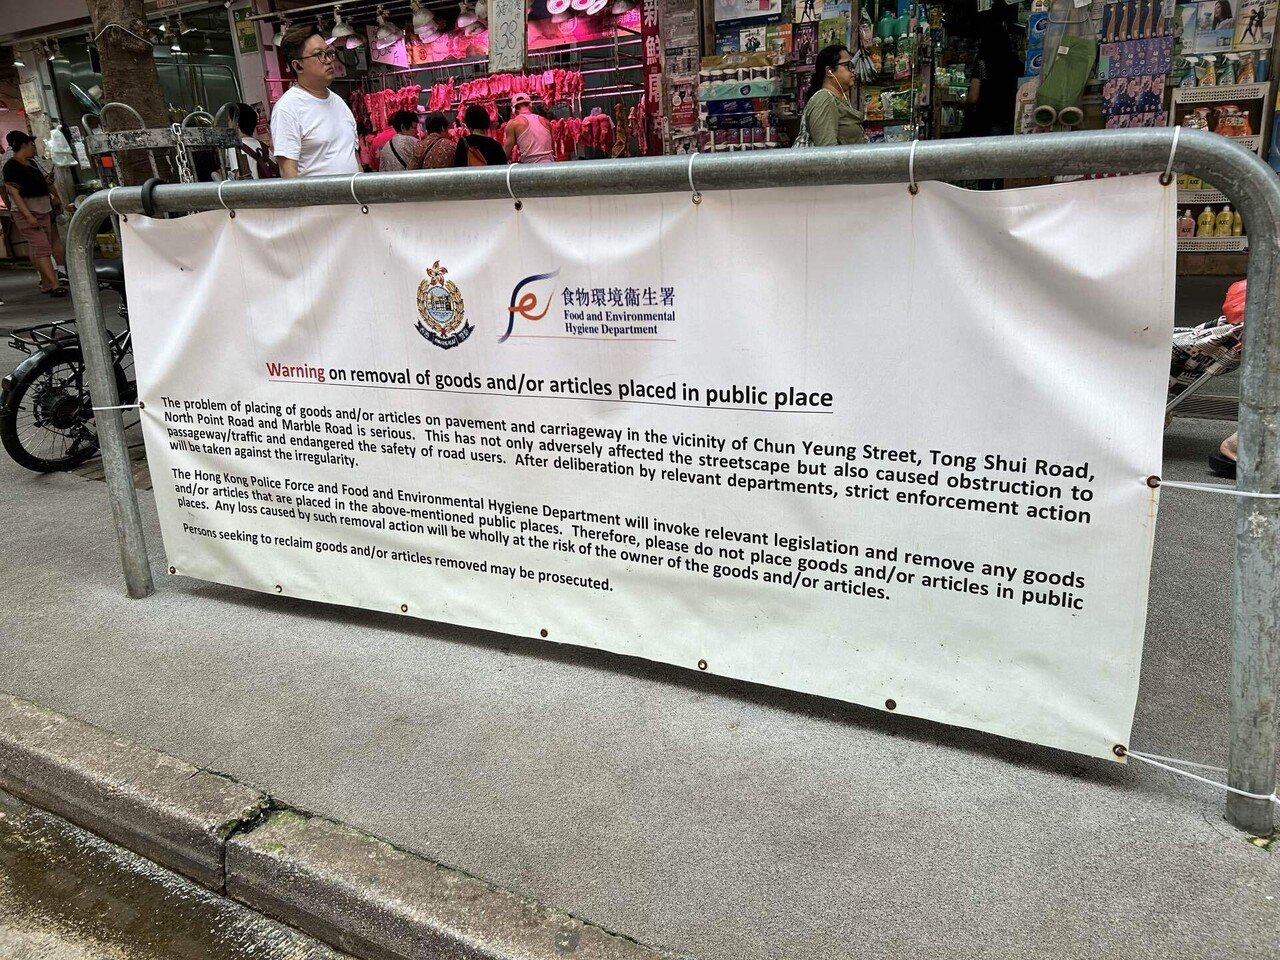 新鮮
38
食物環境衞生署
Food and Environmental
Hygiene Department
Warning on removal of goods and/or articles placed in public place
The problem of placing of goods and/or articles on pavement and carriageway in the vicinity of Chun Yeung Street, Tong Shui Road,
North Point Road and Marble Road is serious. This has not only adversely affected the streetscape but also caused obstruction to
passageway/traffic and endangered the safety of road users. After deliberation by relevant departments, strict enforcement action
will be taken against the irregularity.
The Hong Kong Police Force and Food and Environmental Hygiene Department will invoke relevant legislation and remove any goods
and/or articles that are placed in the above-mentioned public places. Therefore, please do not place goods and/or articles in public
places. Any loss caused by such removal action will be wholly at the risk of the owner of the goods and/or articles.
Persons seeking to reclaim goods and/or articles removed may be prosecuted.